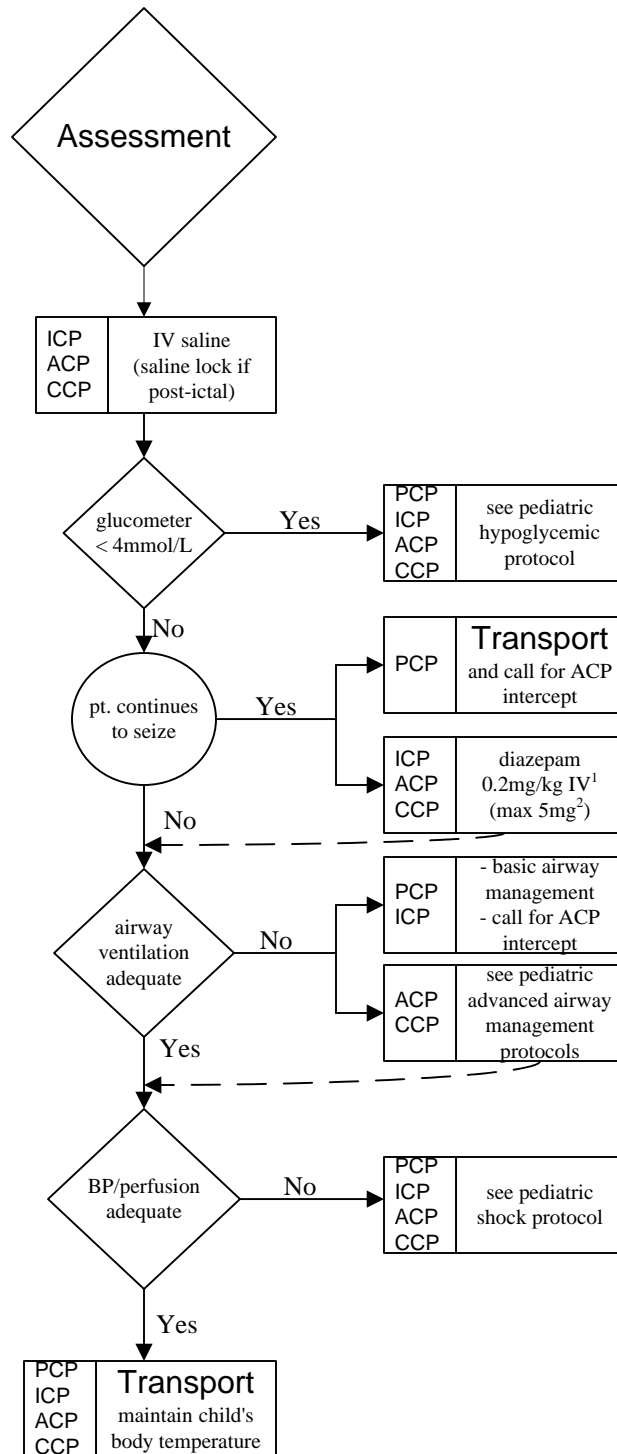 Assessment
ICP
ACP
CCP
IV saline
(saline lock if
post-ictal)
glucometer
< 4mmol/L
Yes
PCP
ICP
ACP
CCP
see pediatric
hypoglycemic
protocol
No
pt. continues
to seize
Yes
PCP
Transport
and call for ACP
intercept
ICP
ACP
CCP
diazepam
0.2mg/kg IV¹
(max 5mg²)
No
airway
ventilation
adequate
No
PCP
ICP
- basic airway
management
- call for ACP
intercept
ACP
CCP
see pediatric
advanced airway
management
protocols
Yes
BP/perfusion
adequate
No
PCP
ICP
ACP
CCP
see pediatric
shock protocol
Yes
PCP
ICP
ACP
CCP
Transport
maintain child's
body temperature